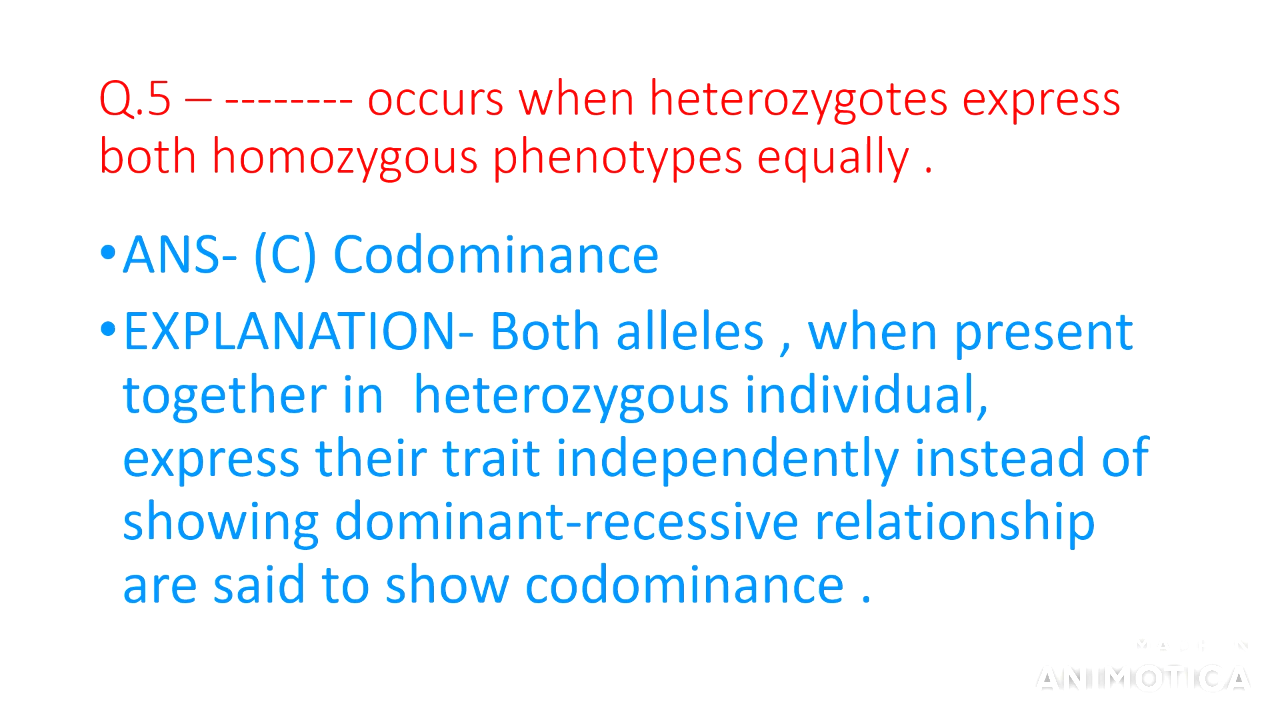 Q.5 – -------- occurs when heterozygotes express
both homozygous phenotypes equally .
•ANS- (C) Codominance
•EXPLANATION- Both alleles , when present
together in  heterozygous individual,
express their trait independently instead of
showing dominant-recessive relationship
are said to show codominance .
ANIMOTICA